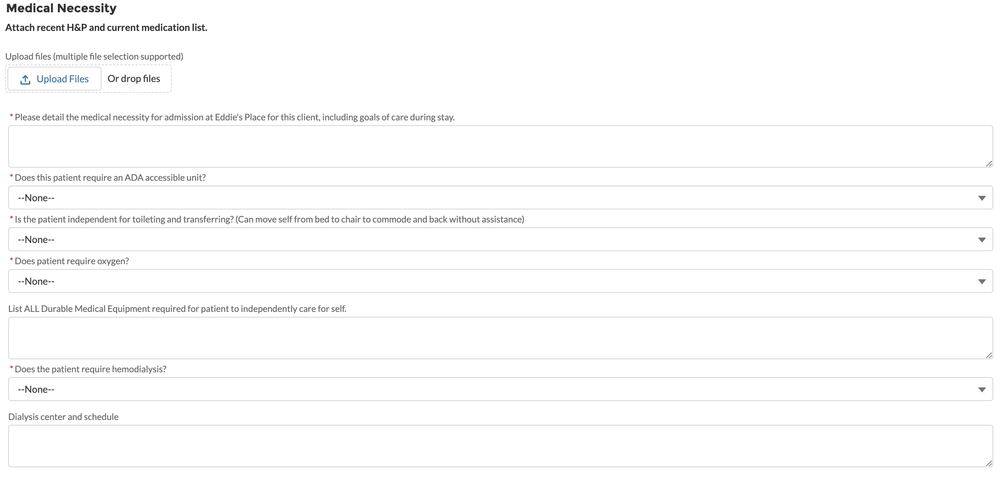 Medical Necessity
Attach recent H&P and current medication list.
Upload files (multiple file selection supported)
Upload Files Or drop files
* Please detail the medical necessity for admission at Eddie's Place for this client, including goals of care during stay.
* Does this patient require an ADA accessible unit?
--None--
* Is the patient independent for toileting and transferring? (Can move self from bed to chair to commode and back without assistance)
--None--
* Does patient require oxygen?
--None--
List ALL Durable Medical Equipment required for patient to independently care for self.
* Does the patient require hemodialysis?
--None--
Dialysis center and schedule